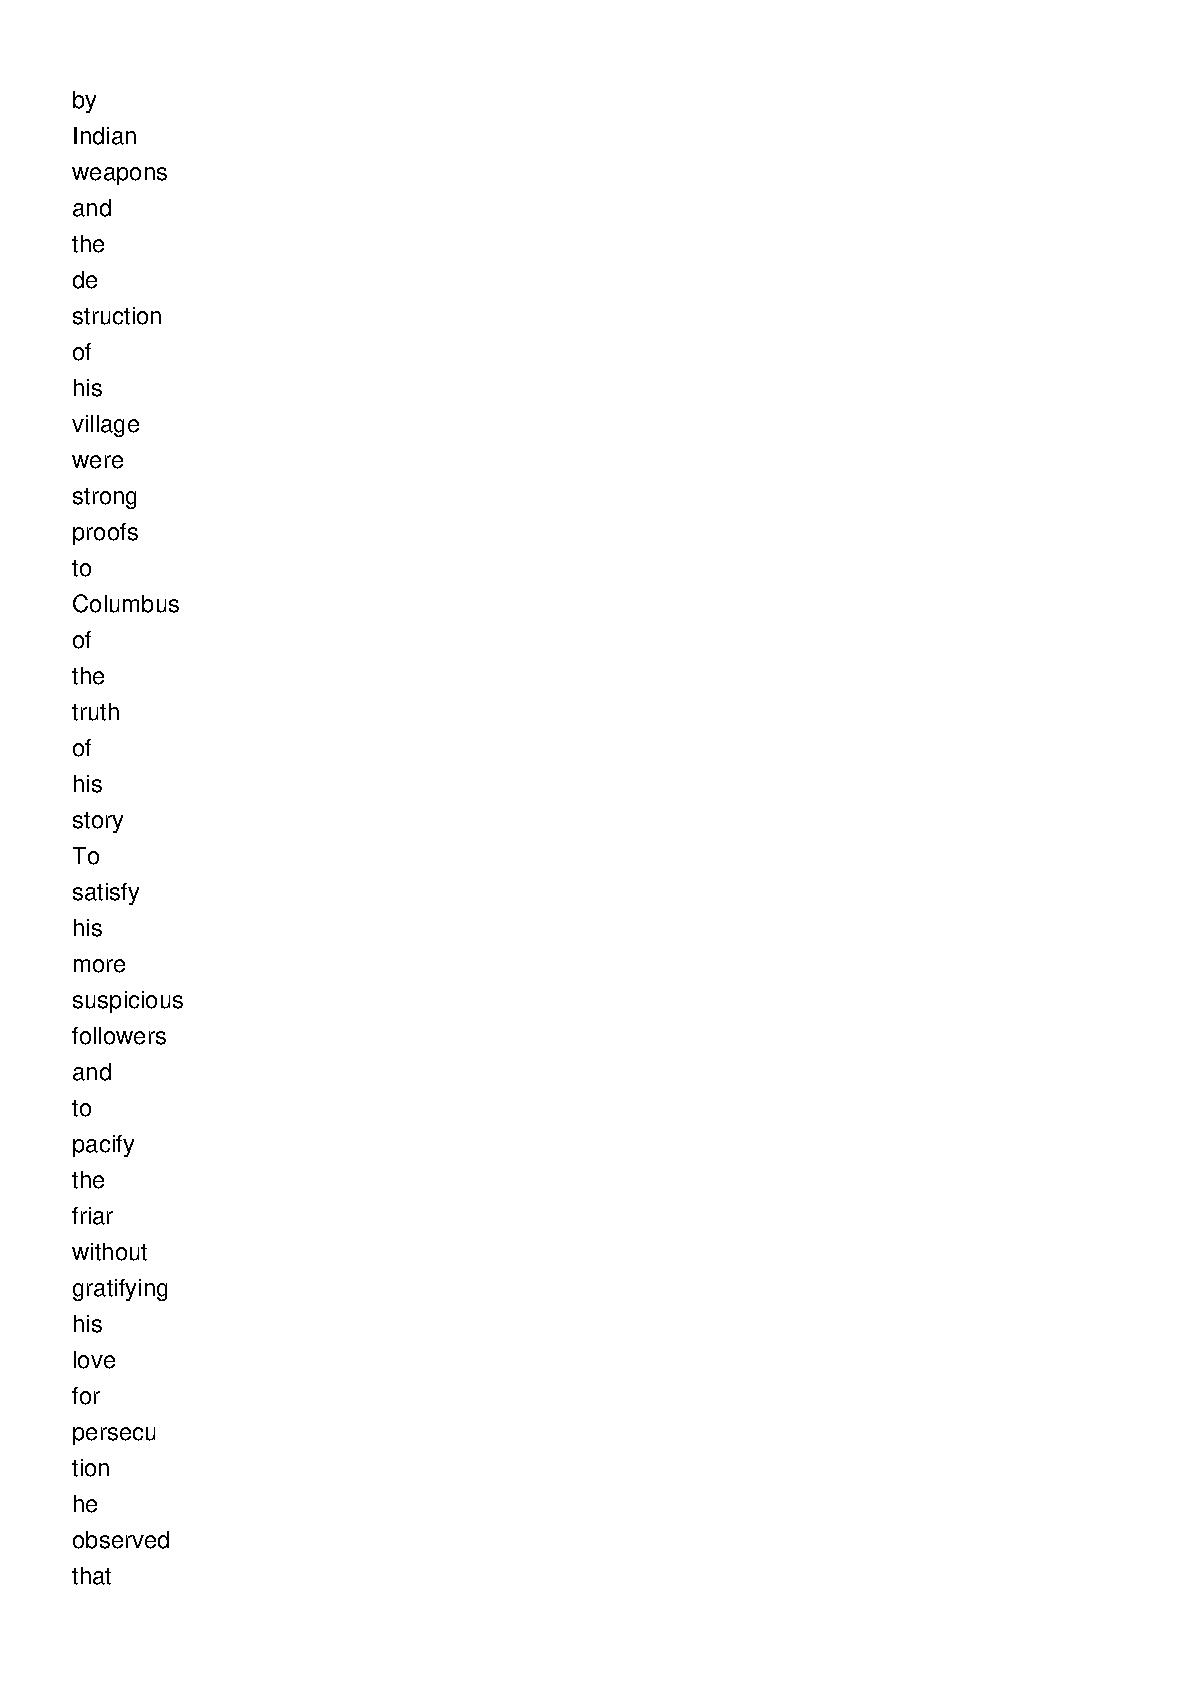 by
Indian
weapons
and
the
de
struction
of
his
village
were
strong
proofs
to
Columbus
of
the
truth
of
his
story
To
satisfy
his
more
suspicious
followers
and
to
pacify
the
friar
without
gratifying
his
love
for
persecu
tion
he
observed
that